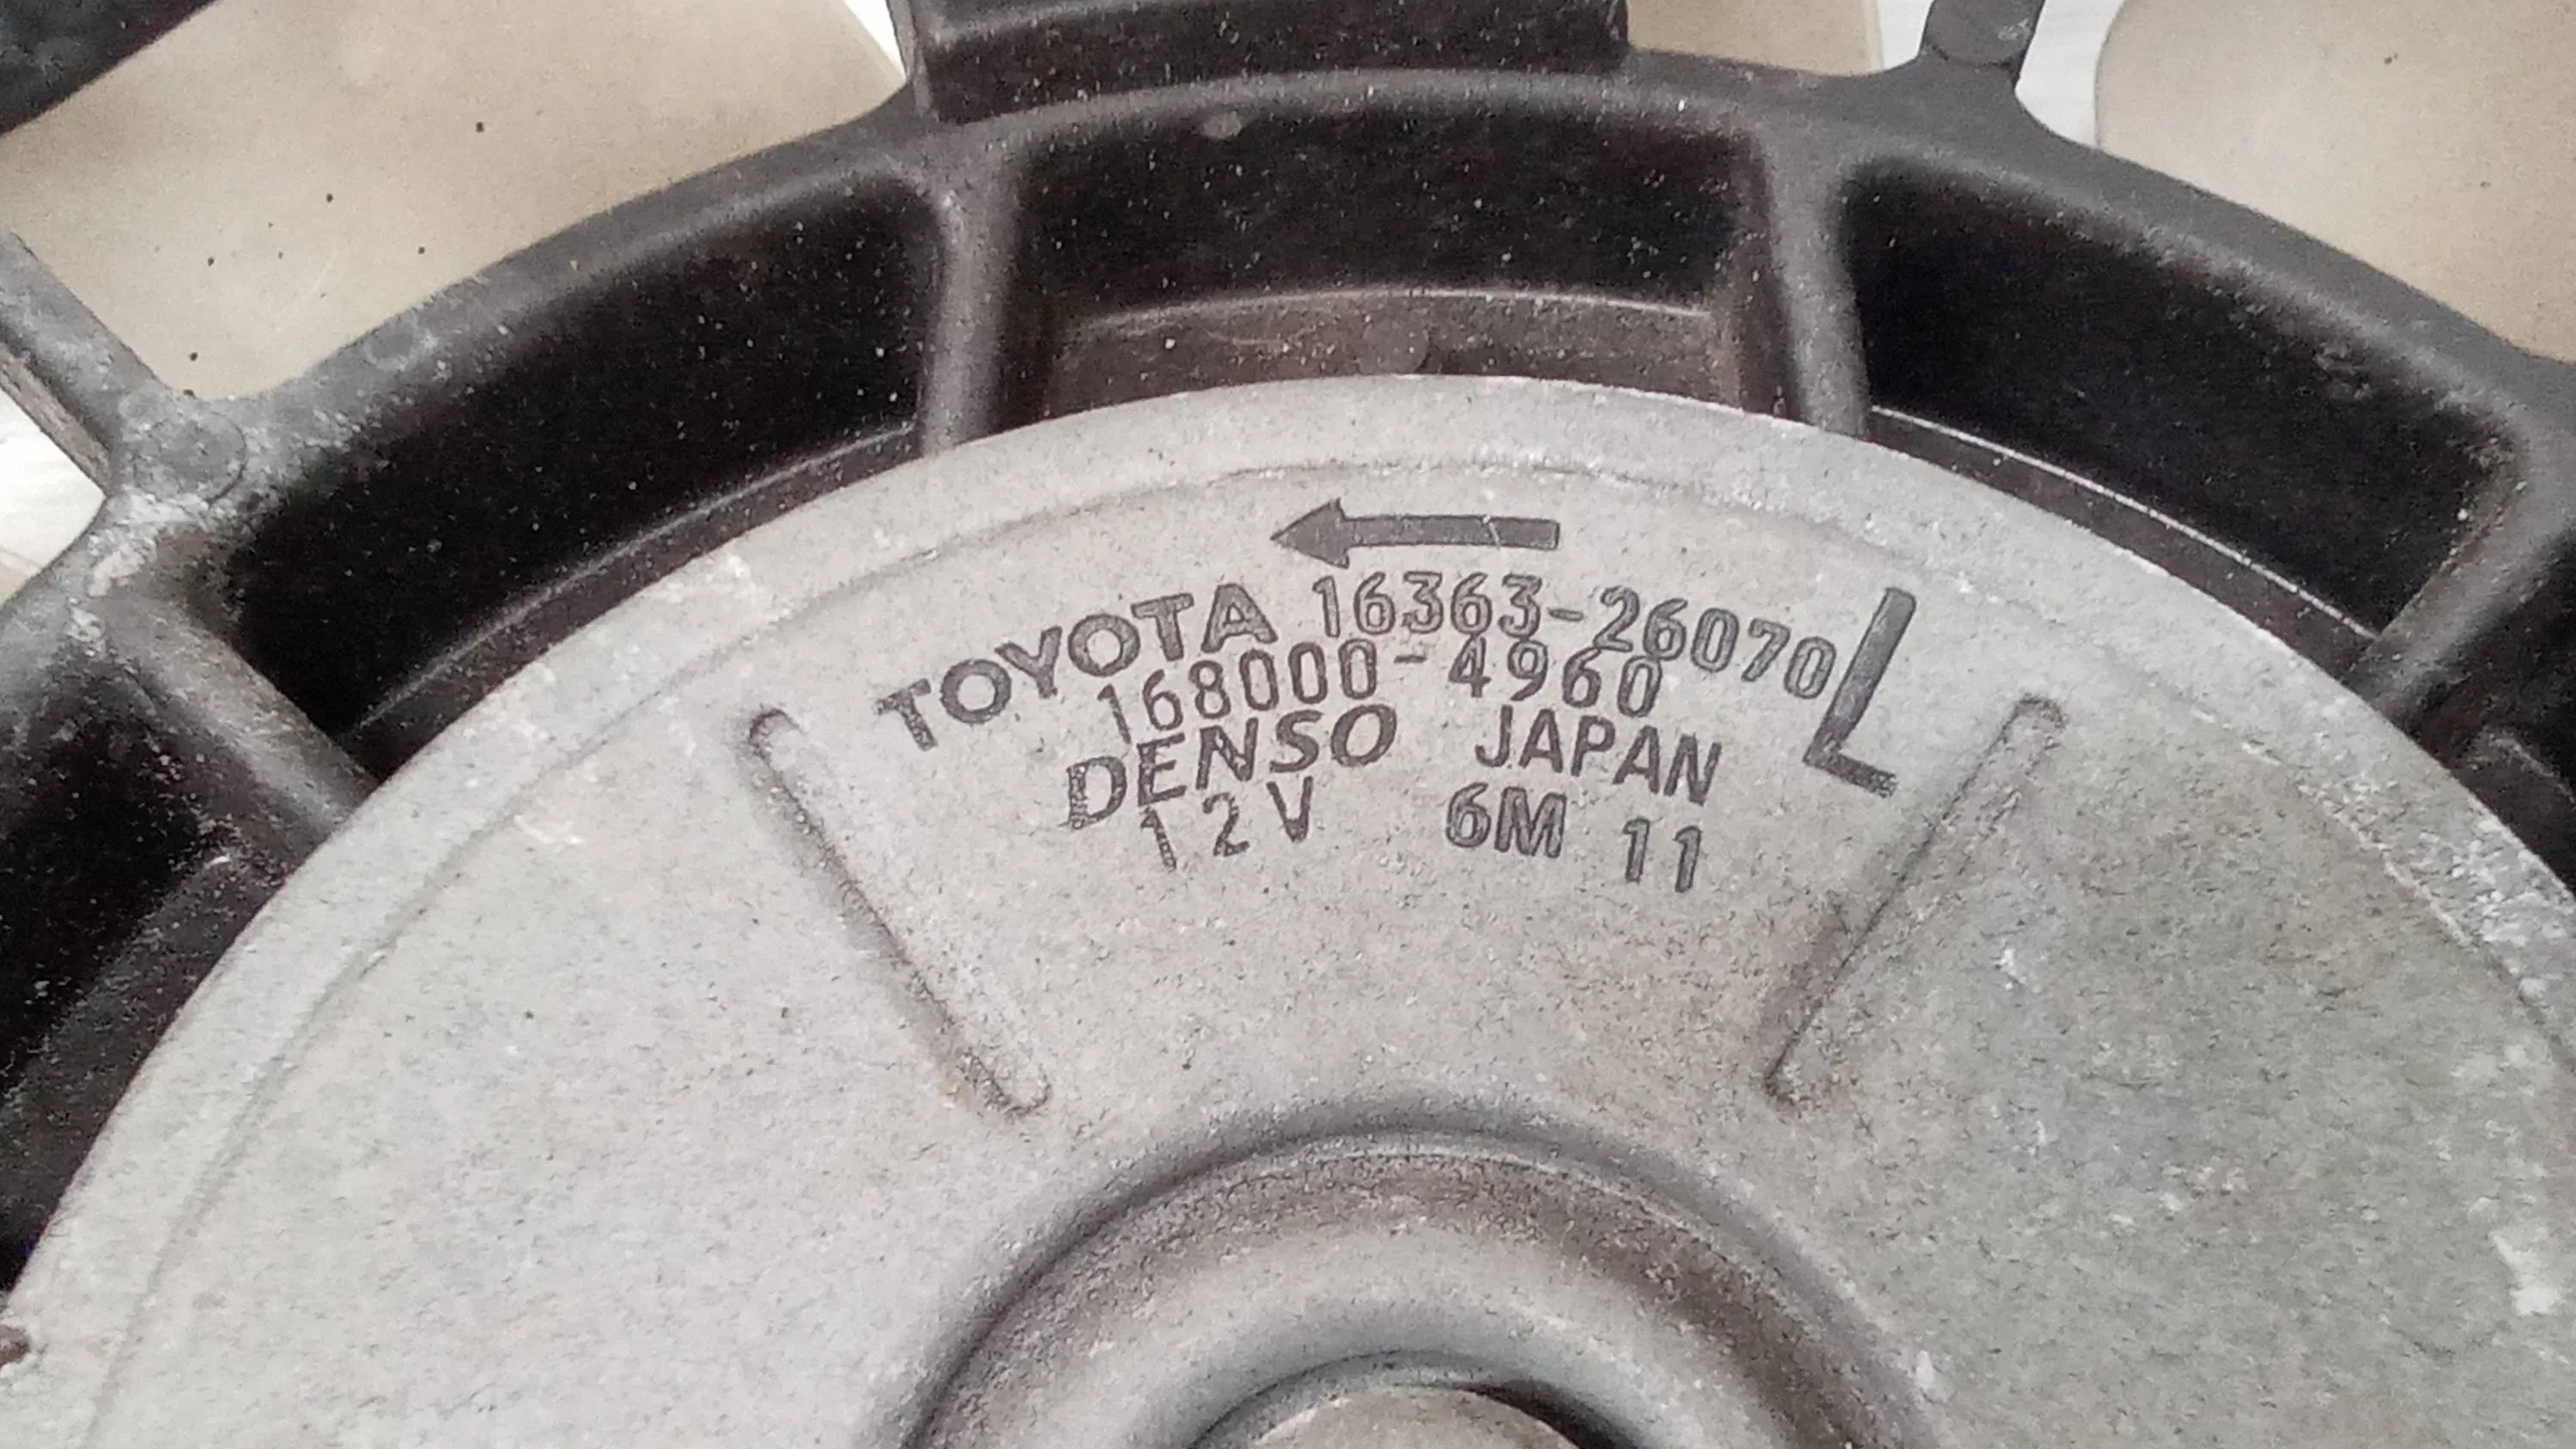 TOYOTA 16363-26070 L
168000-4960
DENSO JAPAN
12V 6M 11